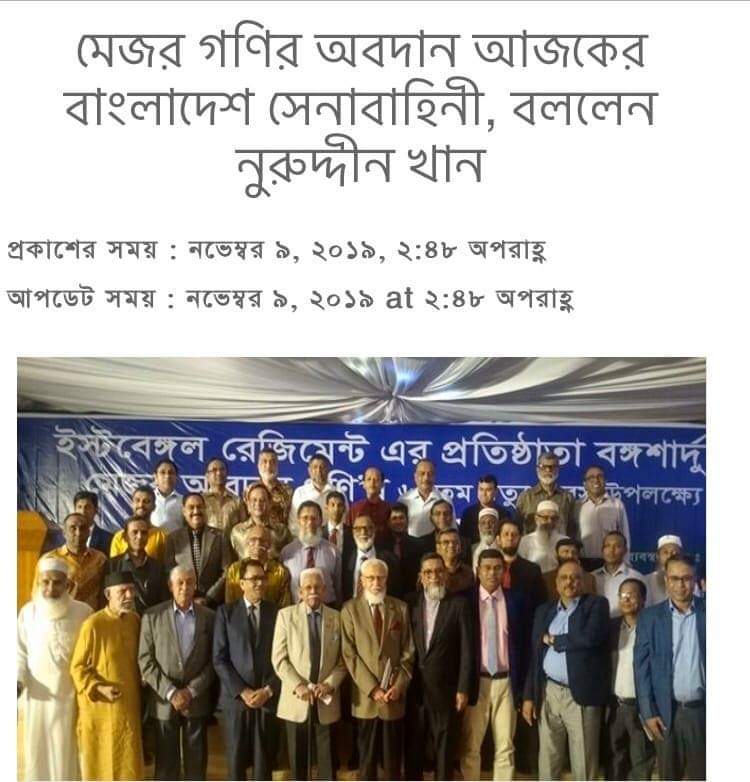 মেজর গণির অবদান আজকের
বাংলাদেশ সেনাবাহিনী, বললেন
নুরুদ্দীন খান
প্রকাশের সময় : নভেম্বর ৯, ২০১৯, ২:৪৮ অপরাহ্ণ
আপডেট সময় : নভেম্বর ৯, ২০১৯ at ২:৪৮ অপরাহ্ণ
ইস্টবেঙ্গল রেজিমেন্ট এর প্রতিষ্ঠাতা বঙ্গশার্দূ
উপলক্ষ্যে